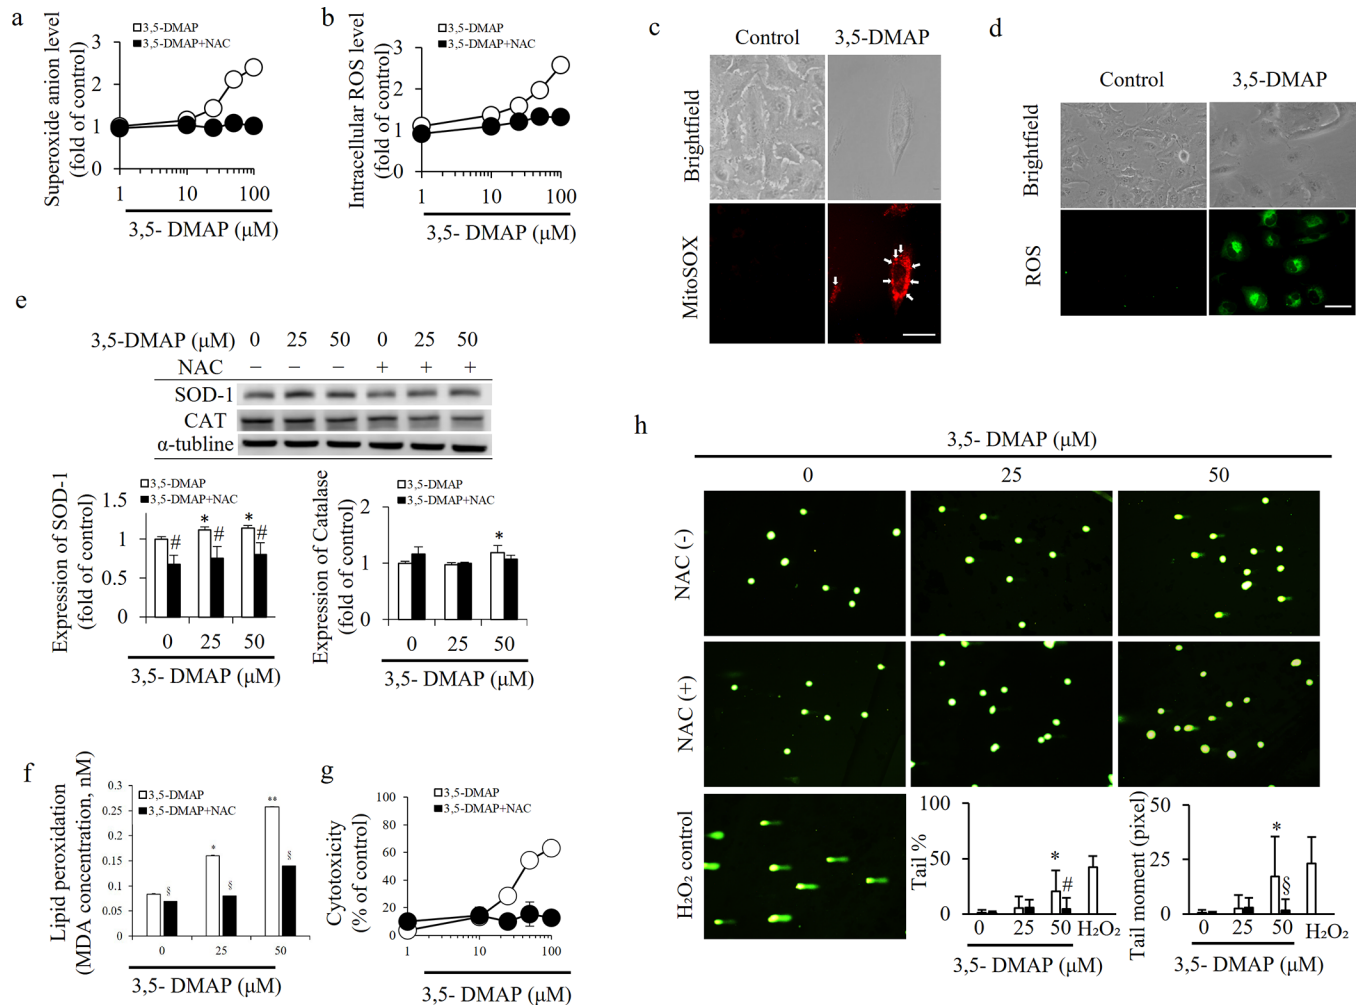 a
3,5-DMAP
3,5-DMAP+NAC
Superoxide anion level
(fold of control)
3
2
1
0
1 10 100
3,5- DMAP (μM)
b
3,5-DMAP
3,5-DMAP+NAC
Intracellular ROS level
(fold of control)
3
2
1
0
1 10 100
3,5- DMAP (μM)
c
Control 3,5-DMAP
Brightfield
MitoSOX
d
Control 3,5-DMAP
Brightfield
ROS
e
3,5-DMAP (μM) 0 25 50 0 25 50
NAC – – – + + +
SOD-1
CAT
α-tubline
3,5-DMAP
3,5-DMAP+NAC
Expression of SOD-1
(fold of control)
1.5
1
0.5
0
# * # * #
0 25 50
3,5- DMAP (μM)
3,5-DMAP
3,5-DMAP+NAC
Expression of Catalase
(fold of control)
2
1
0
*
0 25 50
3,5- DMAP (μM)
f
3,5-DMAP
3,5-DMAP+NAC
Lipid peroxidation
(MDA concentration, nM)
0.3
0.25
0.2
0.15
0.1
0.05
0
§ * § ** §
0 25 50
3,5- DMAP (μM)
g
3,5-DMAP
3,5-DMAP+NAC
Cytotoxicity
(% of control)
100
80
60
40
20
0
1 10 100
3,5- DMAP (μM)
h
3,5- DMAP (μM)
0 25 50
NAC (-)
NAC (+)
H₂O₂ control
Tail %
100
50
0
* #
0 25 50 H₂O₂
3,5- DMAP (μM)
Tail moment (pixel)
50
25
0
* §
0 25 50 H₂O₂
3,5- DMAP (μM)